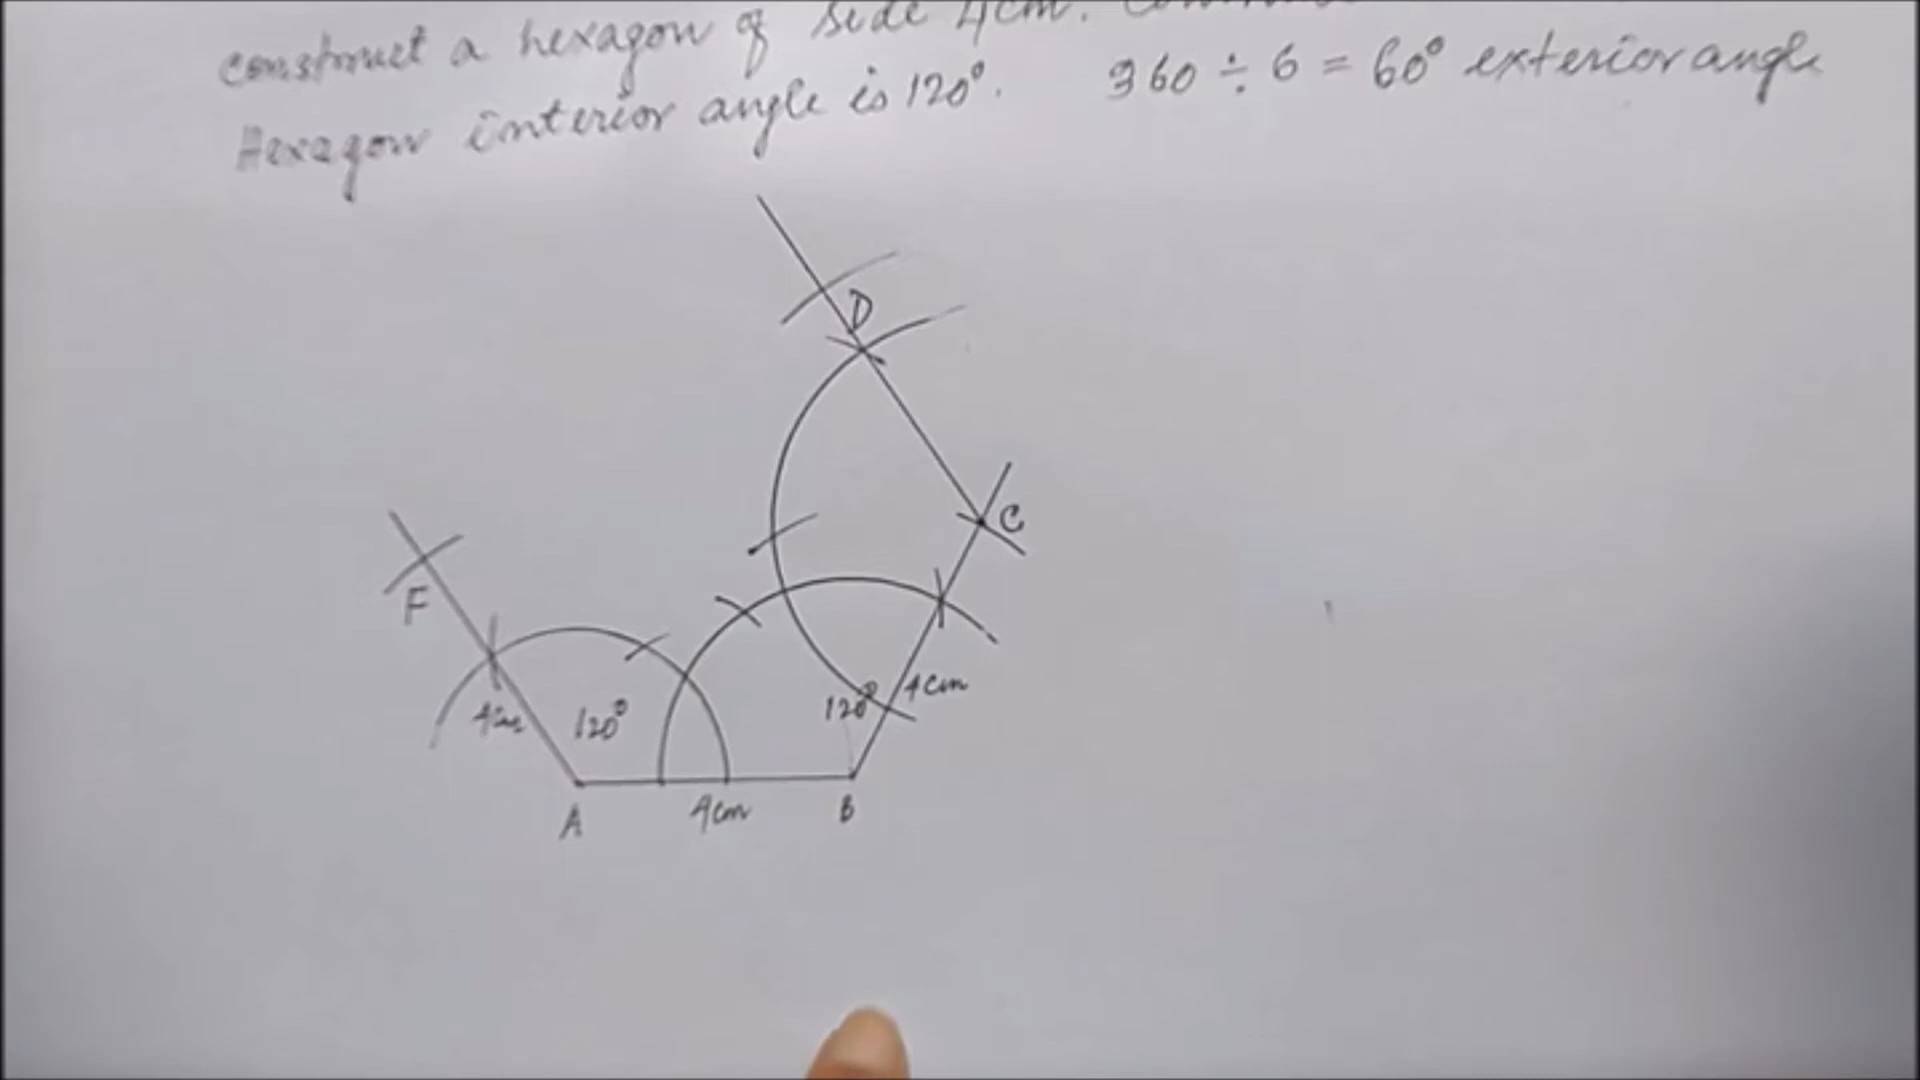 construct a hexagon of side 4cm.
Hexagon interior angle is 120°. 360 ÷ 6 = 60° exterior angle
D
C
F
4cm
120°
120°
4cm
A
4cm
B